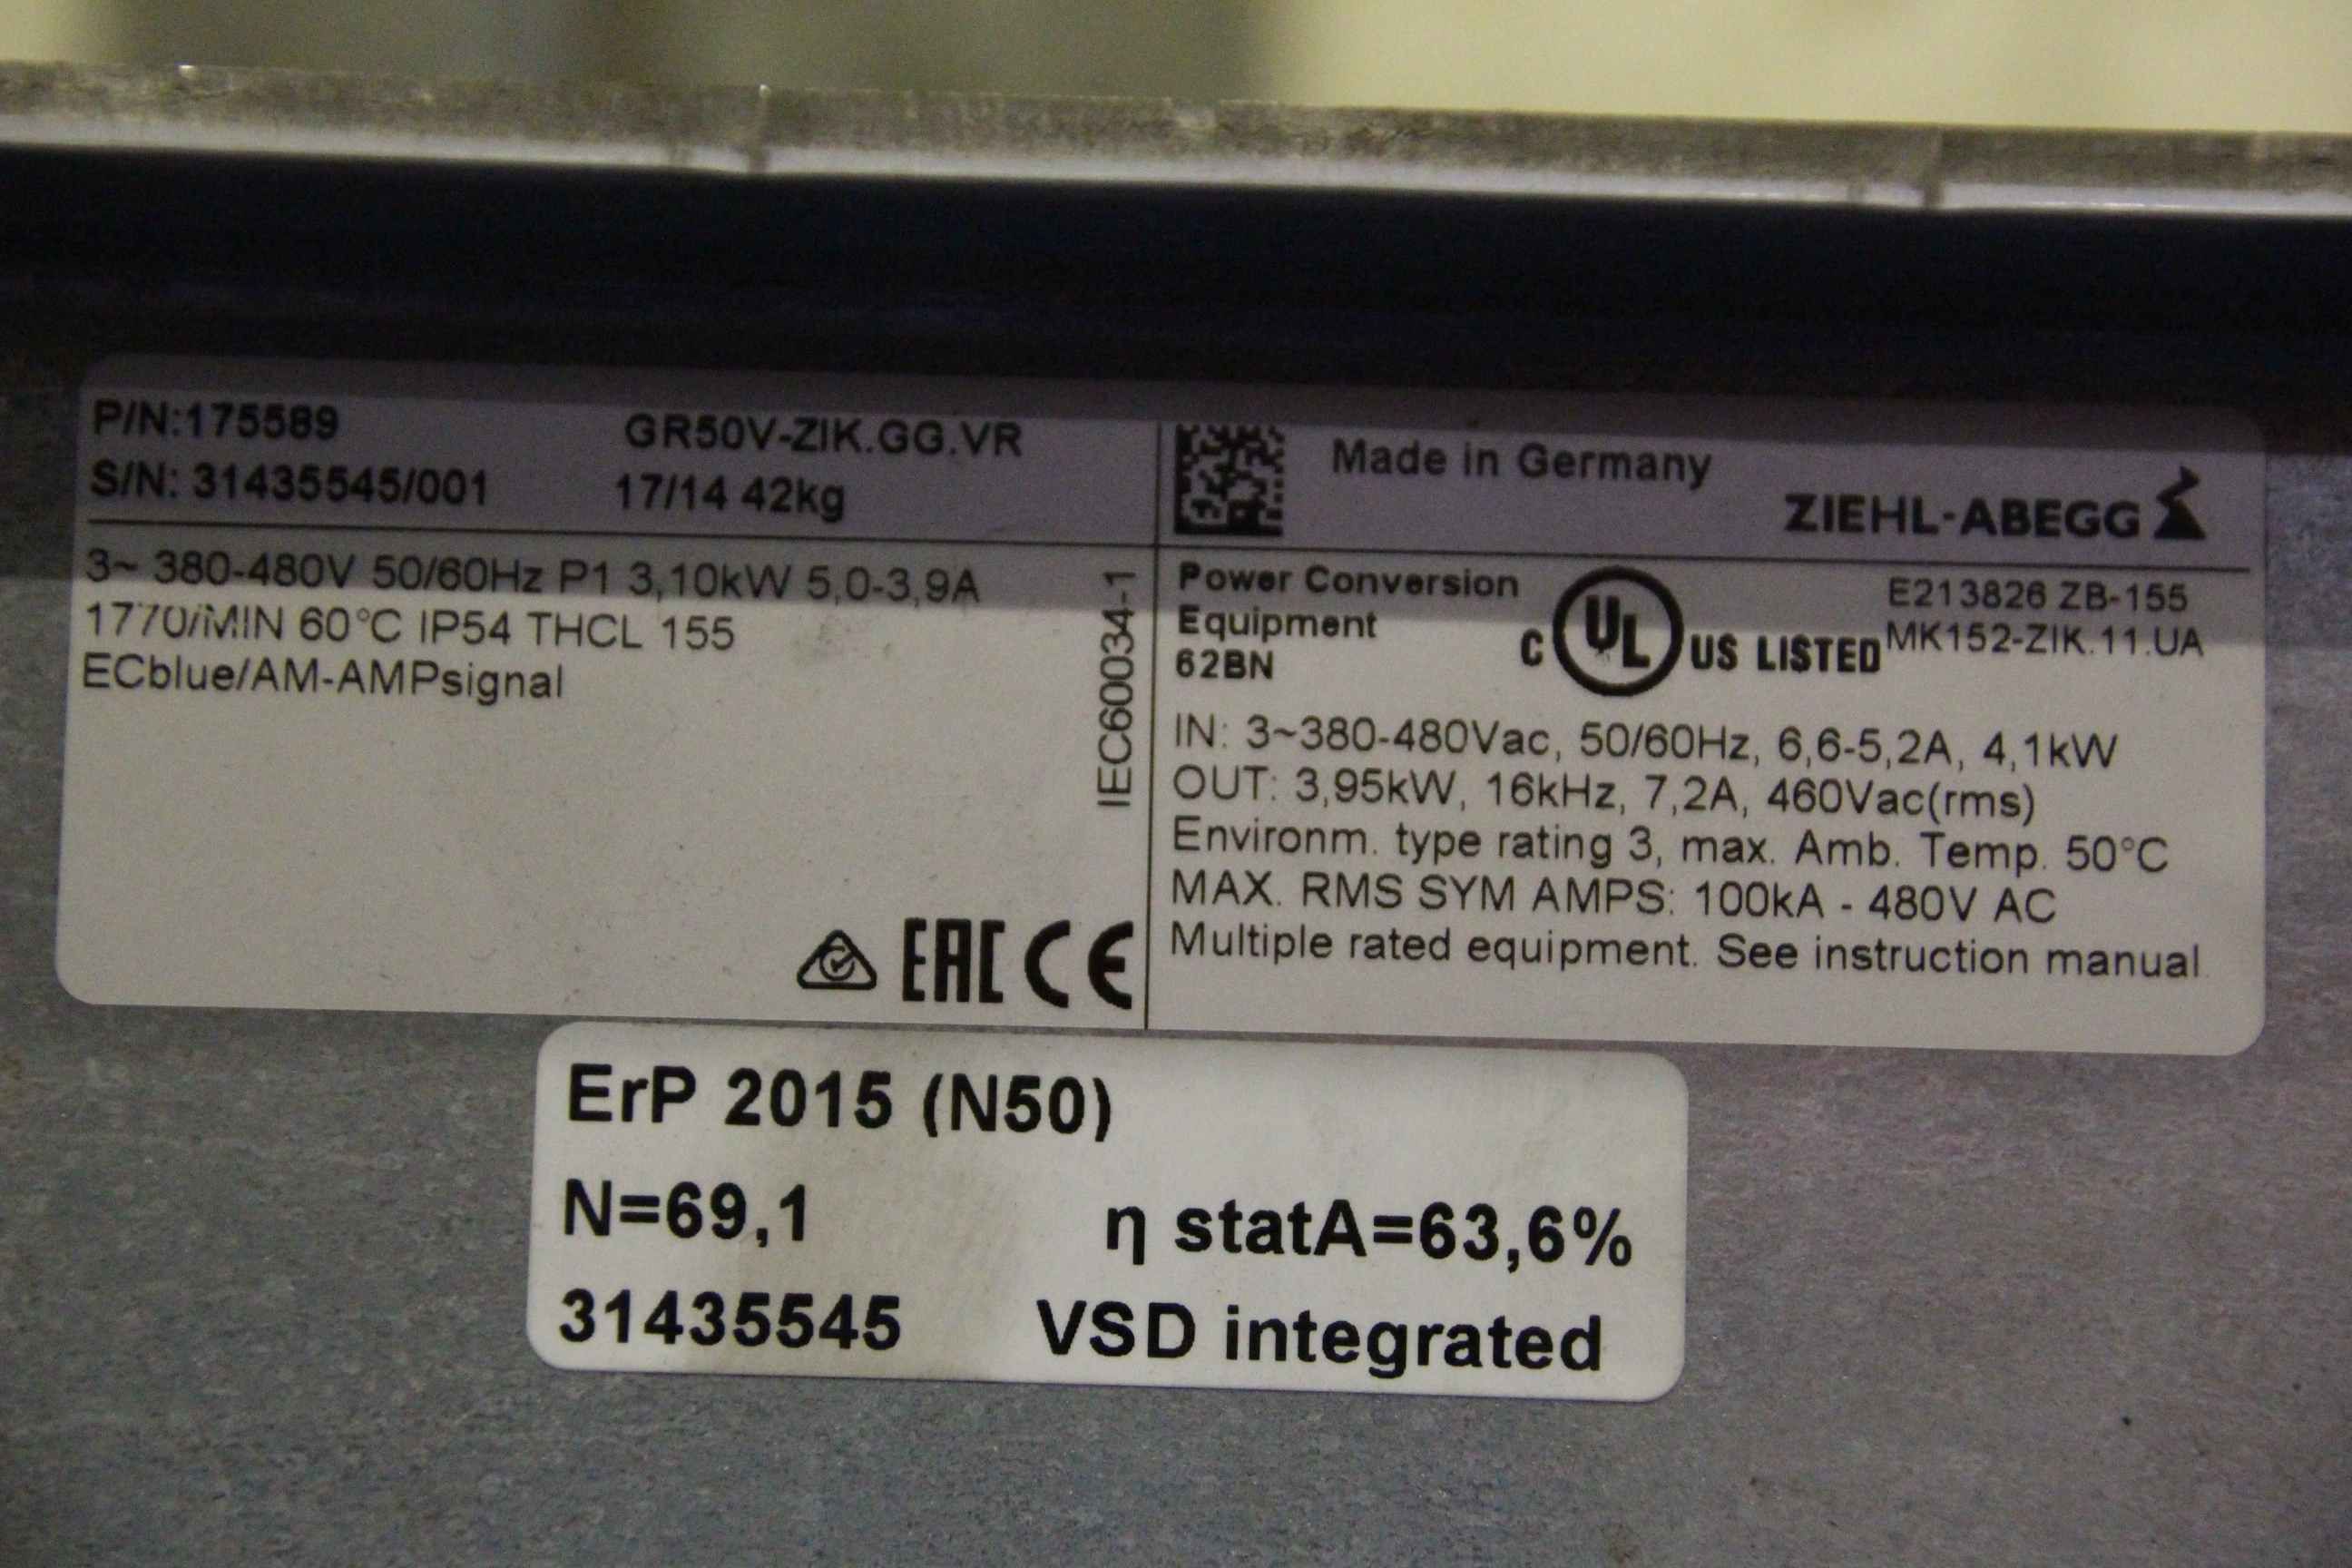 P/N:175589 GR50V-ZIK.GG.VR
S/N: 31435545/001 17/14 42kg
3~ 380-480V 50/60Hz P1 3,10kW 5,0-3,9A
1770/MIN 60°C IP54 THCL 155
ECblue/AM-AMPsignal
IEC60034-1
EAC CE
Made in Germany
ZIEHL-ABEGG
Power Conversion
Equipment
62BN
C UL US LISTED
E213826 ZB-155
MK152-ZIK.11.UA
IN: 3~380-480Vac, 50/60Hz, 6,6-5,2A, 4,1kW
OUT: 3,95kW, 16kHz, 7,2A, 460Vac(rms)
Environm. type rating 3, max. Amb. Temp. 50°C
MAX. RMS SYM AMPS: 100kA - 480V AC
Multiple rated equipment. See instruction manual.
ErP 2015 (N50)
N=69,1 η statA=63,6%
31435545 VSD integrated